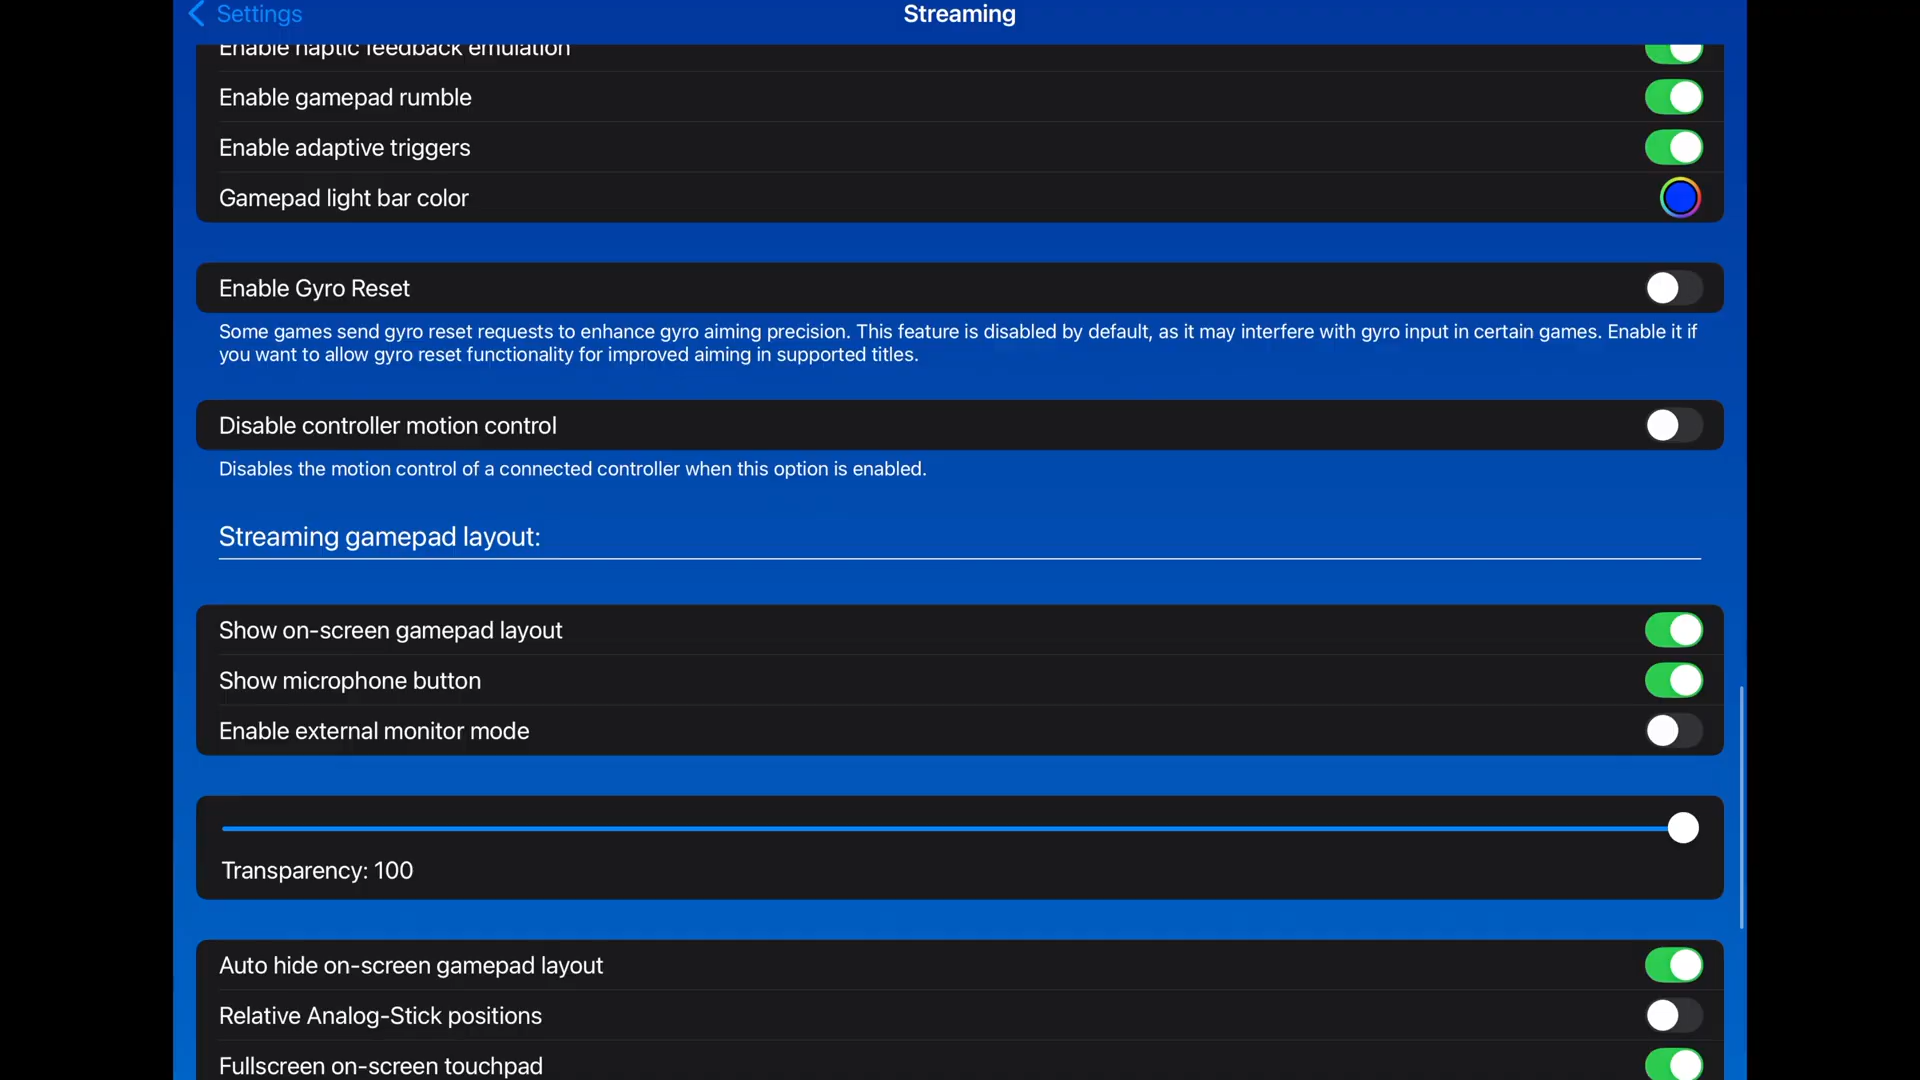 Settings
Streaming
Enable haptic feedback emulation
Enable gamepad rumble
Enable adaptive triggers
Gamepad light bar color
Enable Gyro Reset
Some games send gyro reset requests to enhance gyro aiming precision. This feature is disabled by default, as it may interfere with gyro input in certain games. Enable it if
you want to allow gyro reset functionality for improved aiming in supported titles.
Disable controller motion control
Disables the motion control of a connected controller when this option is enabled.
Streaming gamepad layout:
Show on-screen gamepad layout
Show microphone button
Enable external monitor mode
Transparency: 100
Auto hide on-screen gamepad layout
Relative Analog-Stick positions
Fullscreen on-screen touchpad